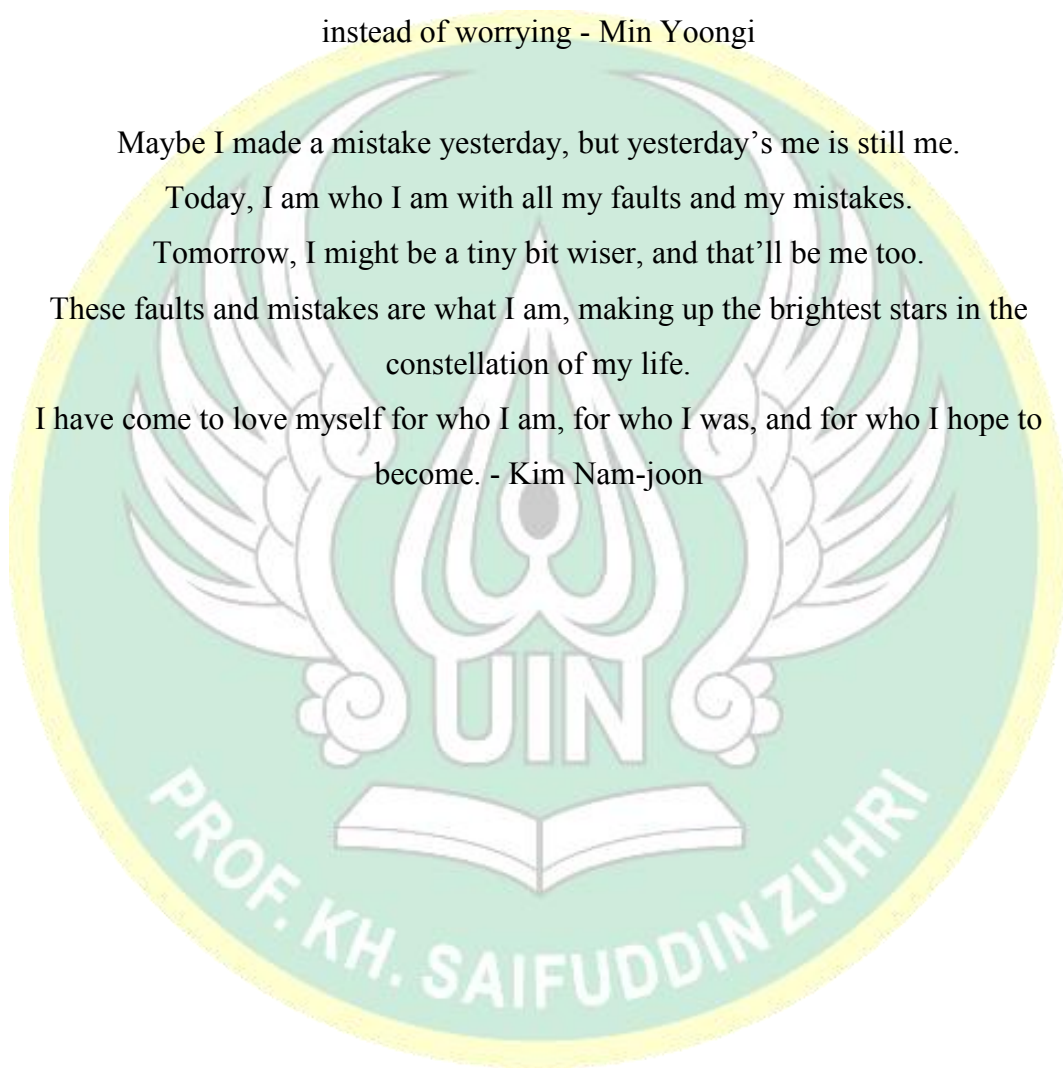 instead of worrying - Min Yoongi
Maybe I made a mistake yesterday, but yesterday’s me is still me.
Today, I am who I am with all my faults and my mistakes.
Tomorrow, I might be a tiny bit wiser, and that’ll be me too.
These faults and mistakes are what I am, making up the brightest stars in the
constellation of my life.
I have come to love myself for who I am, for who I was, and for who I hope to
become. - Kim Nam-joon
UIN
PROF. KH. SAIFUDDIN ZUHRI